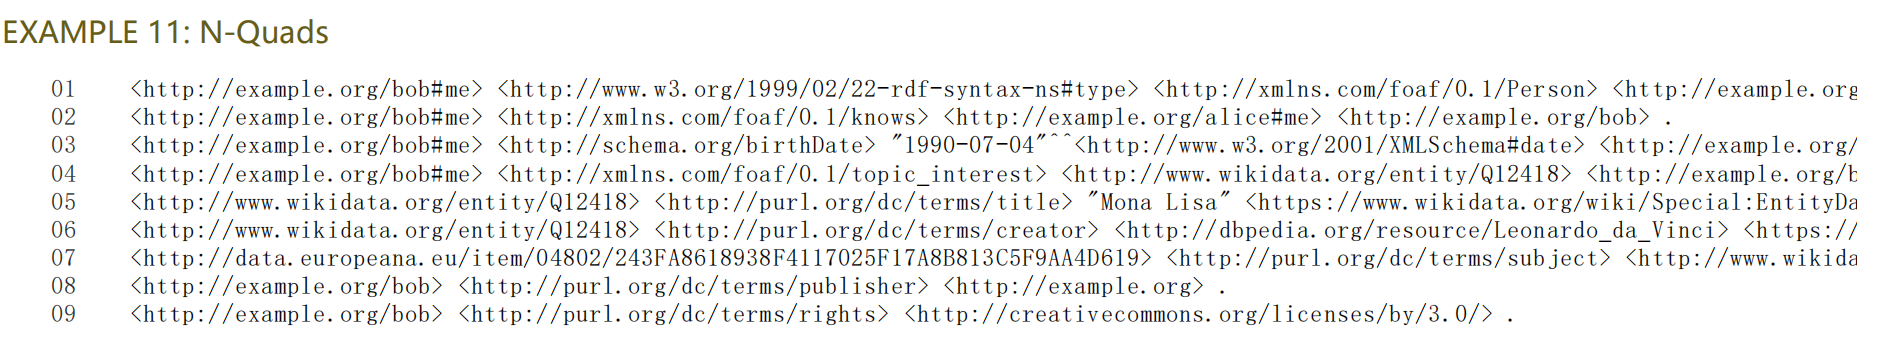 EXAMPLE 11: N-Quads
01 <http://example.org/bob#me> <http://www.w3.org/1999/02/22-rdf-syntax-ns#type> <http://xmlns.com/foaf/0.1/Person> <http://example.org
02 <http://example.org/bob#me> <http://xmlns.com/foaf/0.1/knows> <http://example.org/alice#me> <http://example.org/bob> .
03 <http://example.org/bob#me> <http://schema.org/birthDate> "1990-07-04"^^<http://www.w3.org/2001/XMLSchema#date> <http://example.org/
04 <http://example.org/bob#me> <http://xmlns.com/foaf/0.1/topic_interest> <http://www.wikidata.org/entity/Q12418> <http://example.org/b
05 <http://www.wikidata.org/entity/Q12418> <http://purl.org/dc/terms/title> "Mona Lisa" <https://www.wikidata.org/wiki/Special:EntityDa
06 <http://www.wikidata.org/entity/Q12418> <http://purl.org/dc/terms/creator> <http://dbpedia.org/resource/Leonardo_da_Vinci> <https://
07 <http://data.europeana.eu/item/04802/243FA8618938F4117025F17A8B813C5F9AA4D619> <http://purl.org/dc/terms/subject> <http://www.wikida
08 <http://example.org/bob> <http://purl.org/dc/terms/publisher> <http://example.org> .
09 <http://example.org/bob> <http://purl.org/dc/terms/rights> <http://creativecommons.org/licenses/by/3.0/> .